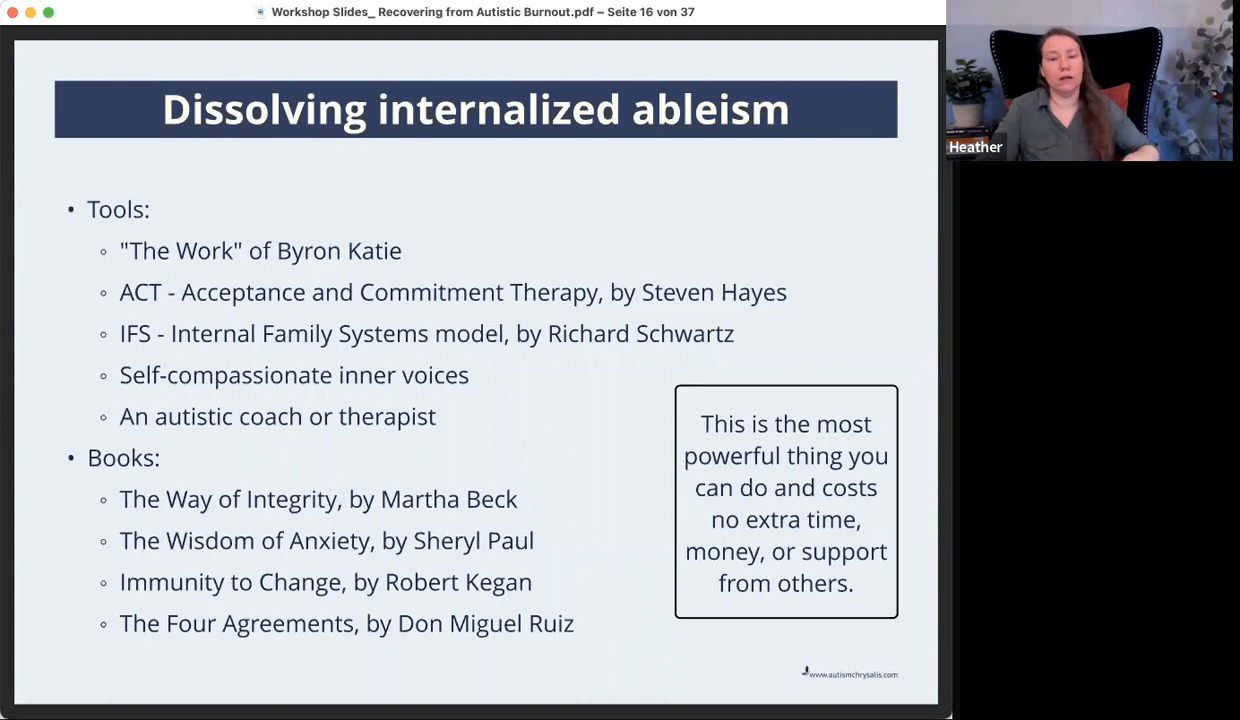 Workshop Slides_ Recovering from Autistic Burnout.pdf – Seite 16 von 37
Dissolving internalized ableism
• Tools:
◦ "The Work" of Byron Katie
◦ ACT - Acceptance and Commitment Therapy, by Steven Hayes
◦ IFS - Internal Family Systems model, by Richard Schwartz
◦ Self-compassionate inner voices
◦ An autistic coach or therapist
• Books:
◦ The Way of Integrity, by Martha Beck
◦ The Wisdom of Anxiety, by Sheryl Paul
◦ Immunity to Change, by Robert Kegan
◦ The Four Agreements, by Don Miguel Ruiz
This is the most
powerful thing you
can do and costs
no extra time,
money, or support
from others.
www.autismchrysalis.com
Heather